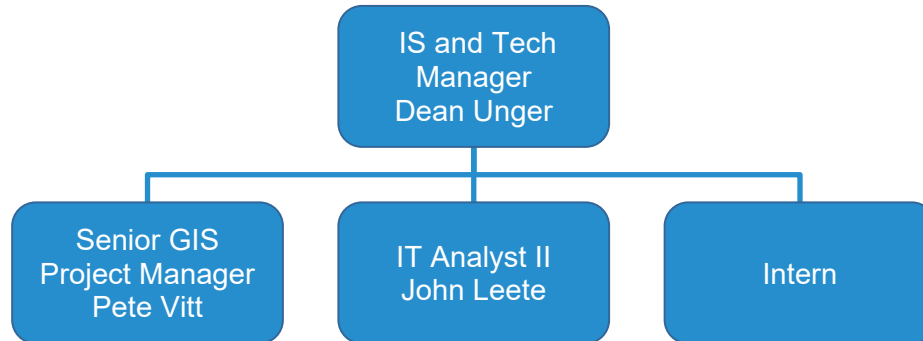 IS and Tech
Manager
Dean Unger
Senior GIS
Project Manager
Pete Vitt
IT Analyst II
John Leete
Intern